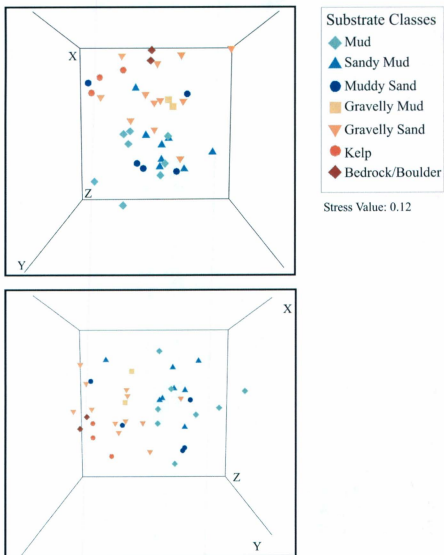 X
Z
Y
Substrate Classes
Mud
Sandy Mud
Muddy Sand
Gravelly Mud
Gravelly Sand
Kelp
Bedrock/Boulder
Stress Value: 0.12
X
Z
Y